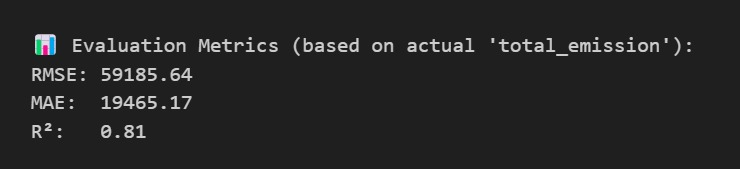 📊 Evaluation Metrics (based on actual 'total_emission'):
RMSE: 59185.64
MAE:  19465.17
R²:   0.81